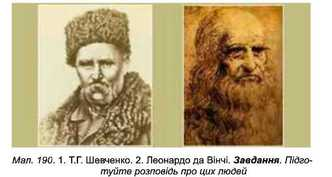 Мал. 190. 1. Т.Г. Шевченко. 2. Леонардо да Вінчі. Завдання. Підго-
туйте розповідь про цих людей